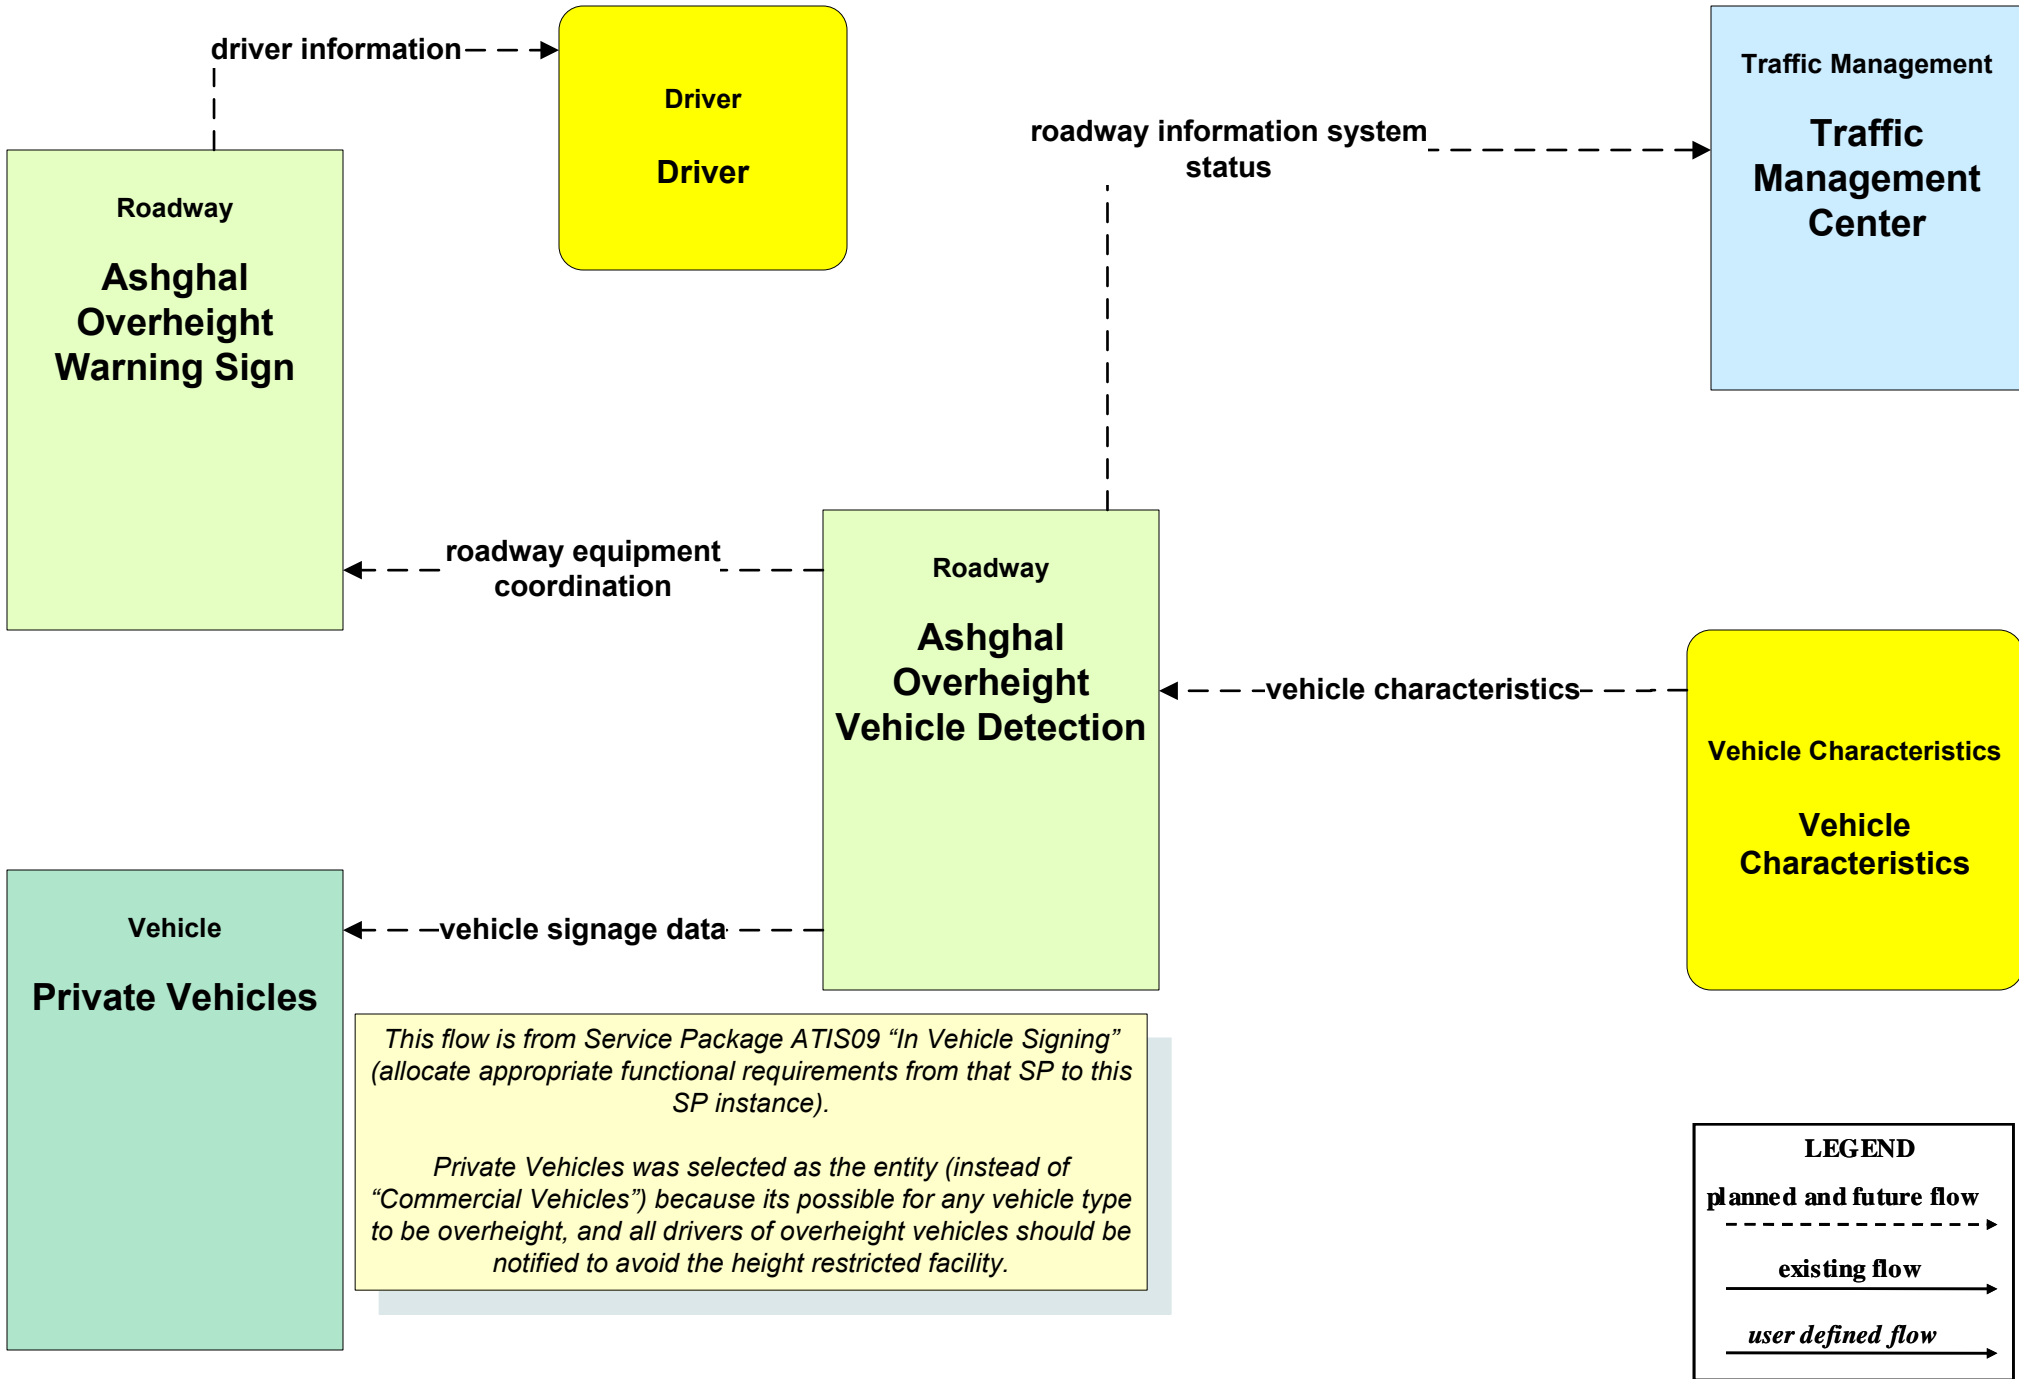 driver information
Driver
Driver
Traffic Management
Traffic
Management
Center
roadway information system
status
Roadway
Ashghal
Overheight
Warning Sign
roadway equipment
coordination
Roadway
Ashghal
Overheight
Vehicle Detection
vehicle characteristics
Vehicle Characteristics
Vehicle
Characteristics
Vehicle
Private Vehicles
vehicle signage data
This flow is from Service Package ATIS09 “In Vehicle Signing”
(allocate appropriate functional requirements from that SP to this
SP instance).
Private Vehicles was selected as the entity (instead of
“Commercial Vehicles”) because its possible for any vehicle type
to be overheight, and all drivers of overheight vehicles should be
notified to avoid the height restricted facility.
LEGEND
planned and future flow
existing flow
user defined flow